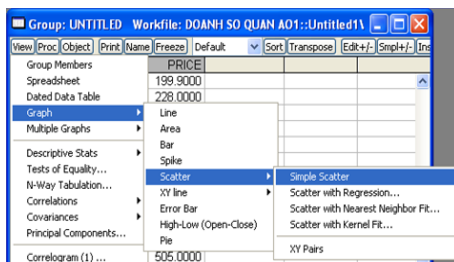 Group: UNTITLED Workfile: DOANH SO QUAN AO1::Untitled1\
View Proc Object Print Name Freeze Default Sort Transpose Edit+/- Smpl+/- Ins
Group Members
PRICE
Spreadsheet
199.9000
Dated Data Table
228.0000
Graph
Line
Multiple Graphs
Area
Bar
Descriptive Stats
Spike
Tests of Equality...
Scatter
Simple Scatter
N-Way Tabulation...
XY line
Scatter with Regression...
Correlations
Error Bar
Scatter with Nearest Neighbor Fit...
Covariances
High-Low (Open-Close)
Scatter with Kernel Fit...
Principal Components...
Pie
XY Pairs
Correlogram (1) ...
505.0000